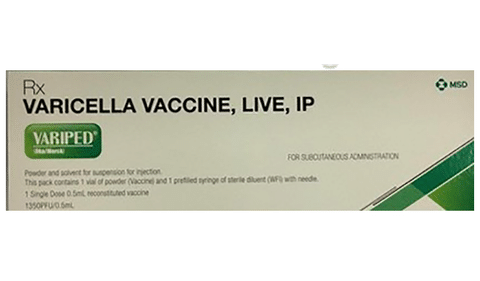 Rx
MSD
VARICELLA VACCINE, LIVE, IP
VARIPED®
(Oka/Merck)
FOR SUBCUTANEOUS ADMINISTRATION
Powder and solvent for suspension for injection.
This pack contains 1 vial of powder (Vaccine) and 1 prefilled syringe of sterile diluent (WFI) with needle.
1 Single Dose 0.5mL reconstituted vaccine
1350PFU/0.5mL